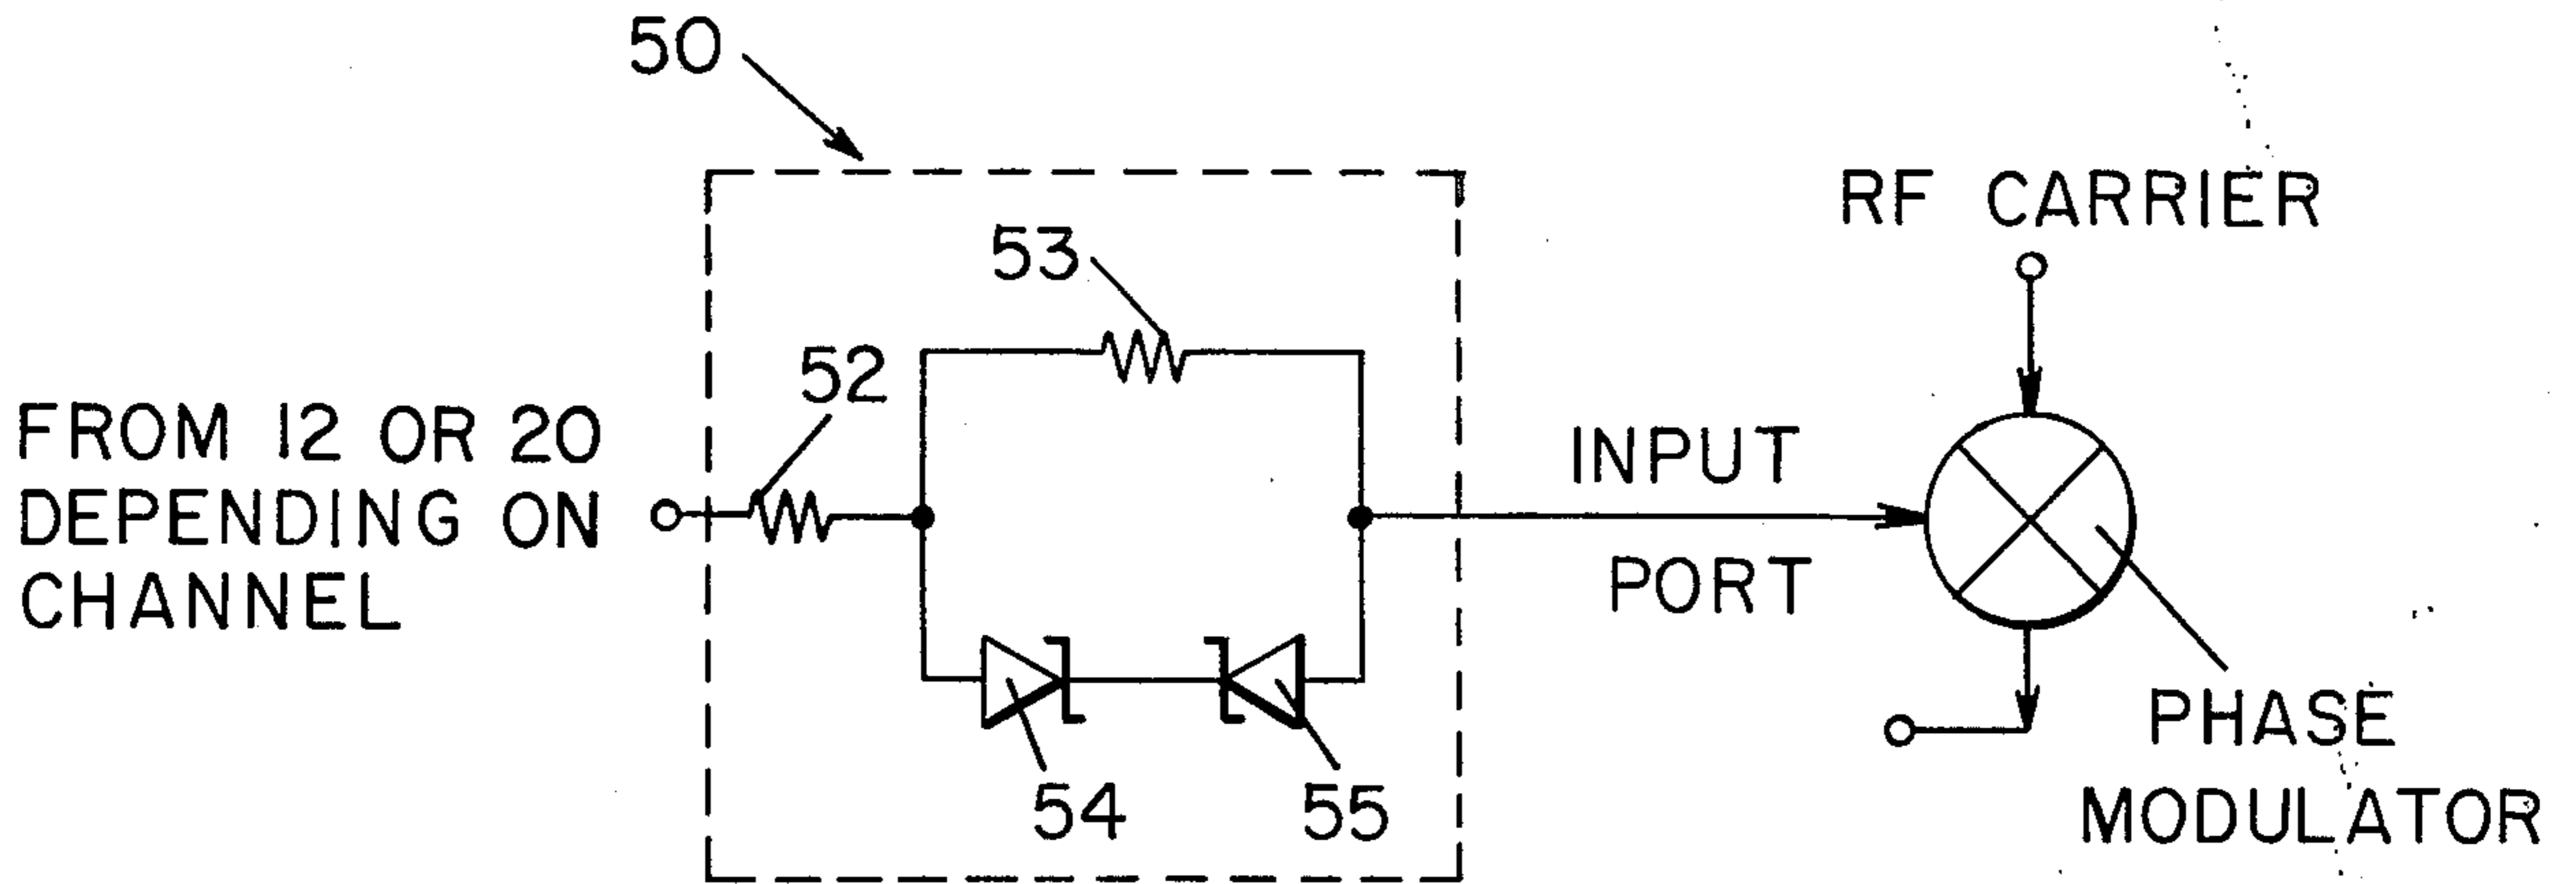 50
RF CARRIER
53
52
FROM 12 OR 20
DEPENDING ON
CHANNEL
INPUT
PORT
PHASE
MODULATOR
54
55